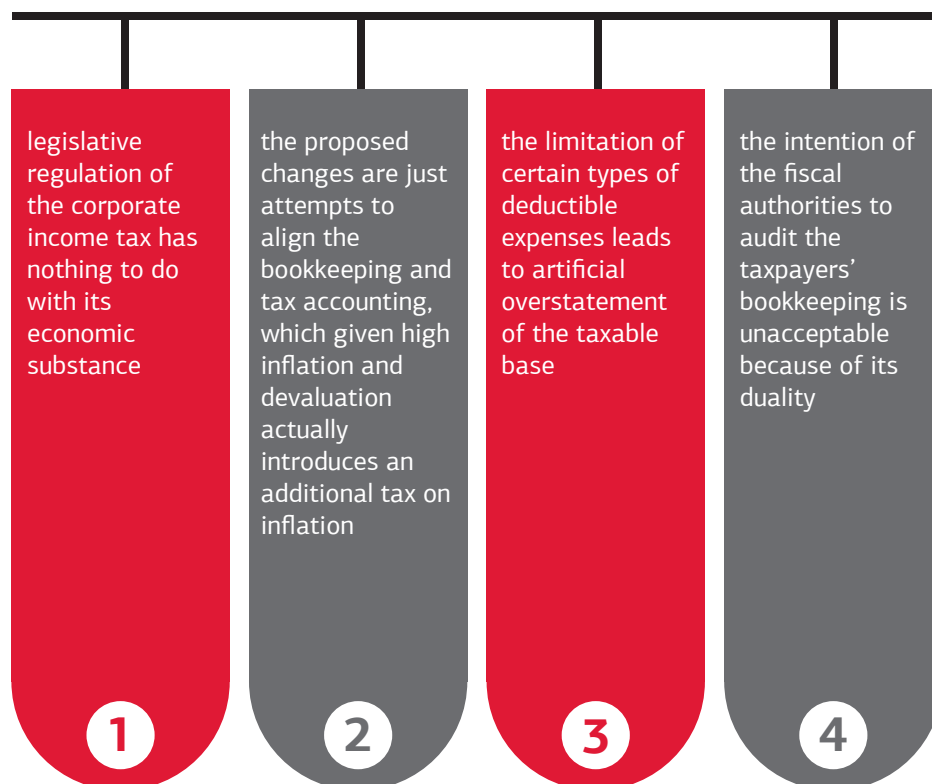 legislative
regulation of
the corporate
income tax has
nothing to do
with its
economic
substance
1
the proposed
changes are just
attempts to
align the
bookkeeping and
tax accounting,
which given high
inflation and
devaluation
actually
introduces an
additional tax on
inflation
2
the limitation of
certain types of
deductible
expenses leads
to artificial
overstatement
of the taxable
base
3
the intention of
the fiscal
authorities to
audit the
taxpayers’
bookkeeping is
unacceptable
because of its
duality
4